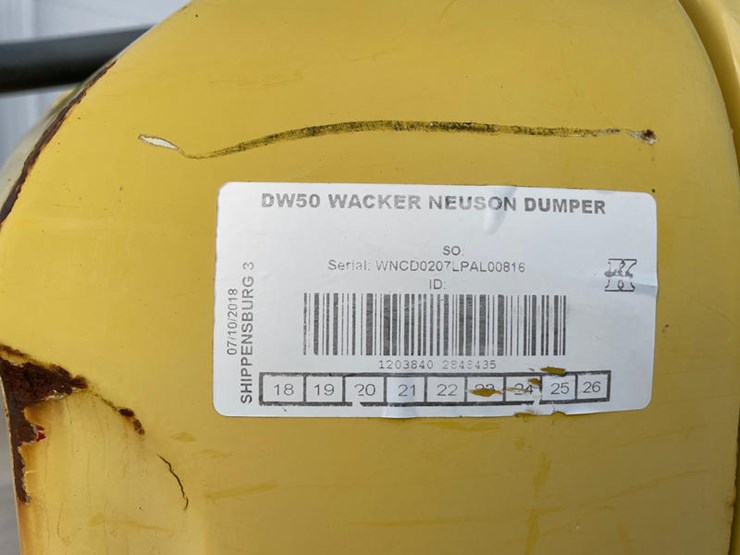 DW50 WACKER NEUSON DUMPER
SO:
Serial: WNCD0207LPAL00816
ID:
07/10/2018
SHIPPENSBURG 3
1203840 2848435
18 19 20 21 22 23 24 25 26